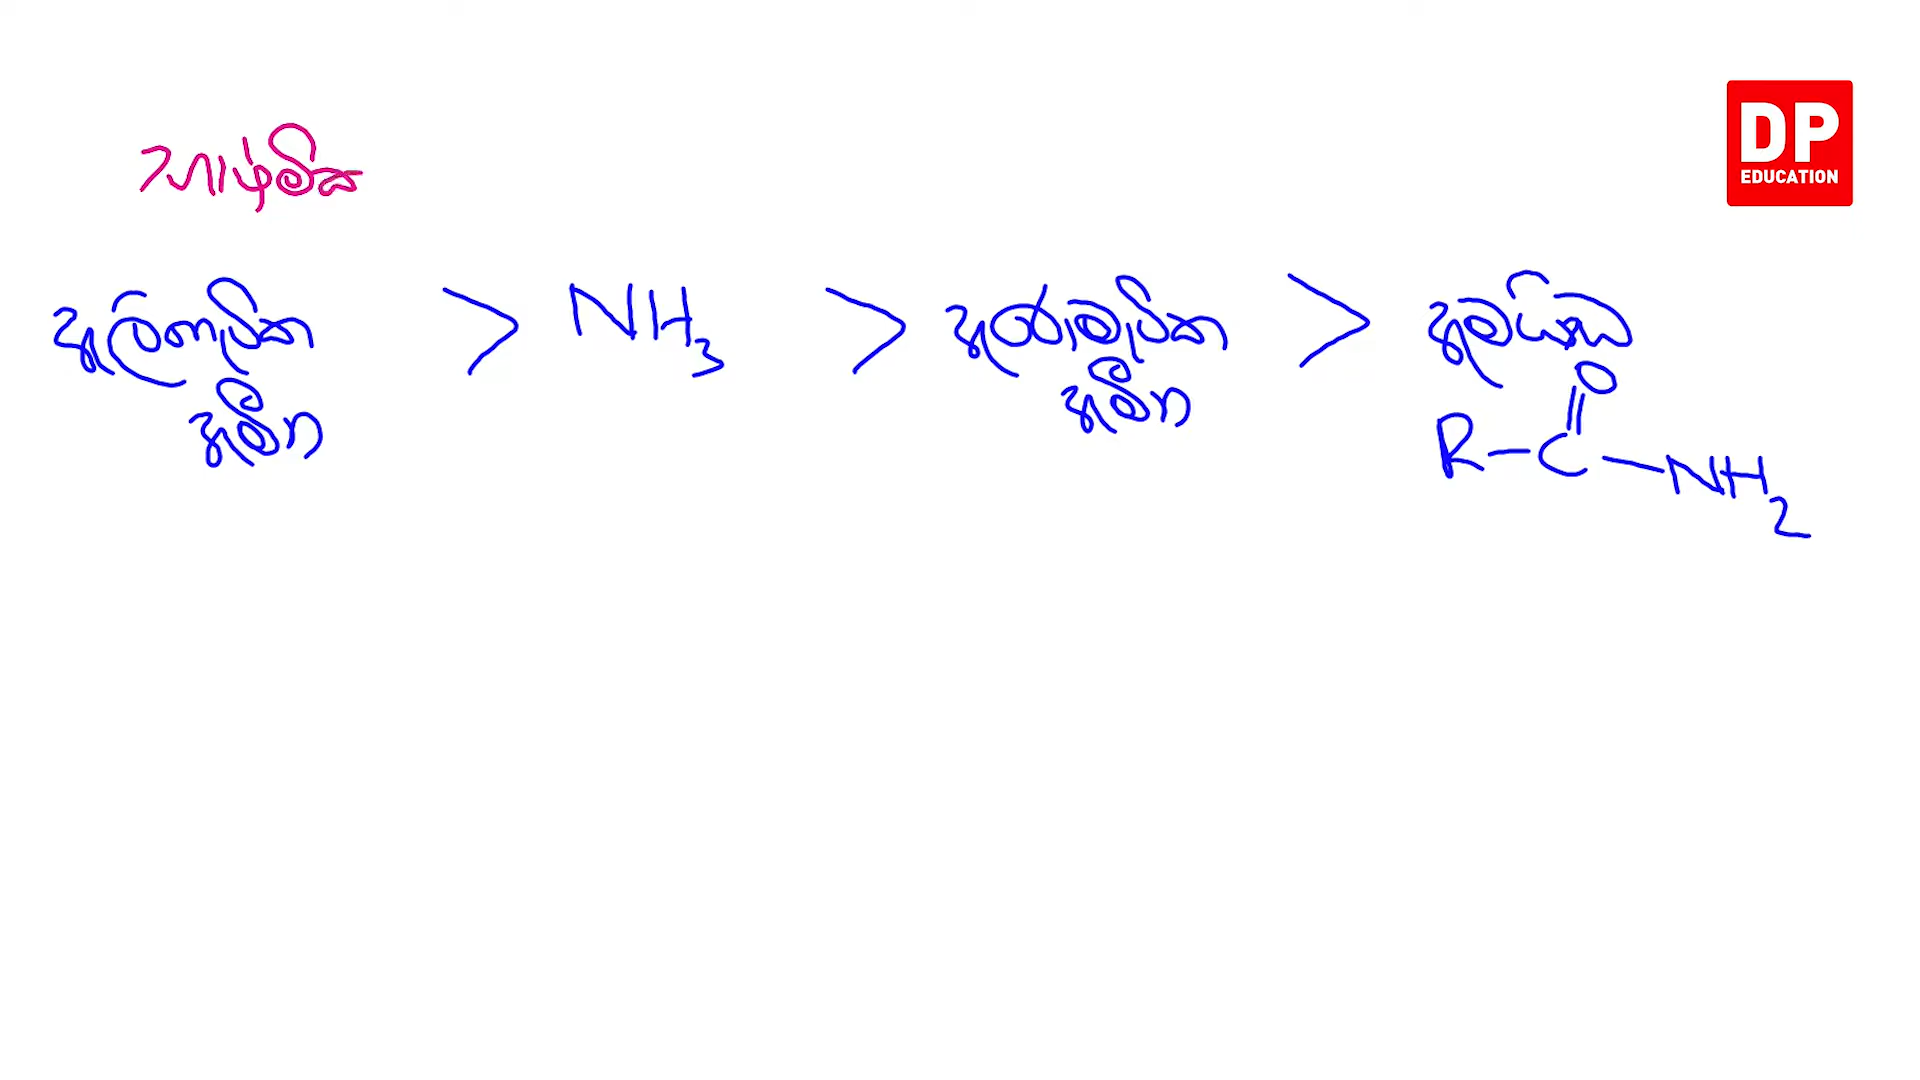 භාෂ්මික
ඇලිෆැටික > NH3 > ඇරෝමැටික > ඇමයිඩ
ඇමීන ඇමීන
R-C(=O)-NH2
DP
EDUCATION